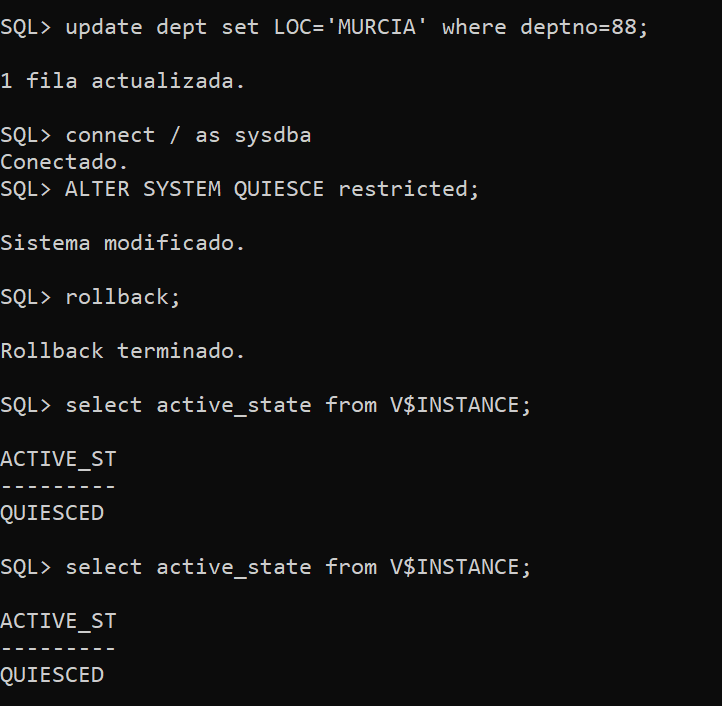 SQL> update dept set LOC='MURCIA' where deptno=88;
1 fila actualizada.
SQL> connect / as sysdba
Conectado.
SQL> ALTER SYSTEM QUIESCE restricted;
Sistema modificado.
SQL> rollback;
Rollback terminado.
SQL> select active_state from V$INSTANCE;
ACTIVE_ST
---------
QUIESCED
SQL> select active_state from V$INSTANCE;
ACTIVE_ST
---------
QUIESCED